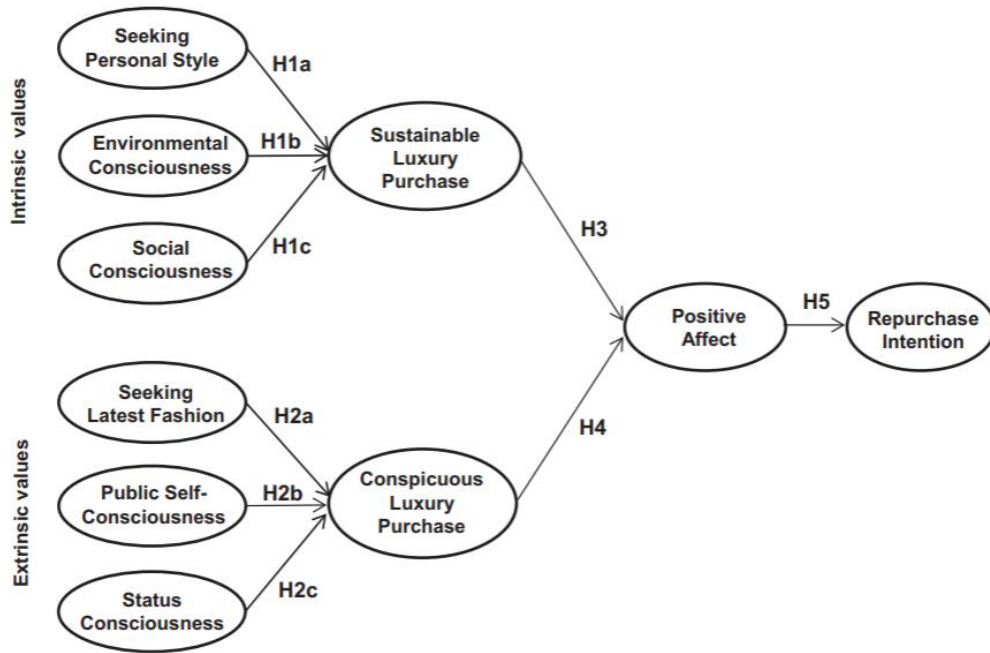 Intrinsic values
Seeking
Personal Style
H1a
Environmental
Consciousness
H1b
Social
Consciousness
H1c
Sustainable
Luxury
Purchase
H3
Extrinsic values
Seeking
Latest Fashion
H2a
Public Self-
Consciousness
H2b
Status
Consciousness
H2c
Conspicuous
Luxury
Purchase
H4
Positive
Affect
H5
Repurchase
Intention